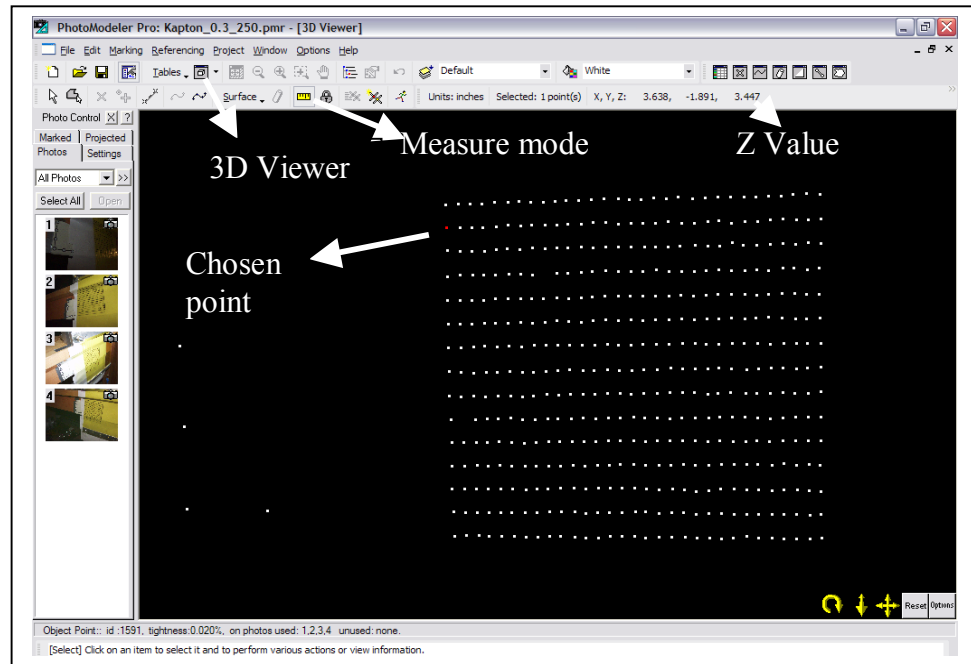 PhotoModeler Pro: Kapton_0.3_250.pmr - [3D Viewer]
File Edit Marking Referencing Project Window Options Help
Tables Default White
Surface Units: inches Selected: 1 point(s) X, Y, Z: 3.638, -1.891, 3.447
Photo Control X ?
Marked Projected
Photos Settings
All Photos >>
Select All Open
1
2
3
4
3D Viewer
- Measure mode
Z Value
Chosen
point
Reset Options
Object Point:: id :1591, tightness:0.020%, on photos used: 1,2,3,4 unused: none.
[Select] Click on an item to select it and to perform various actions or view information.